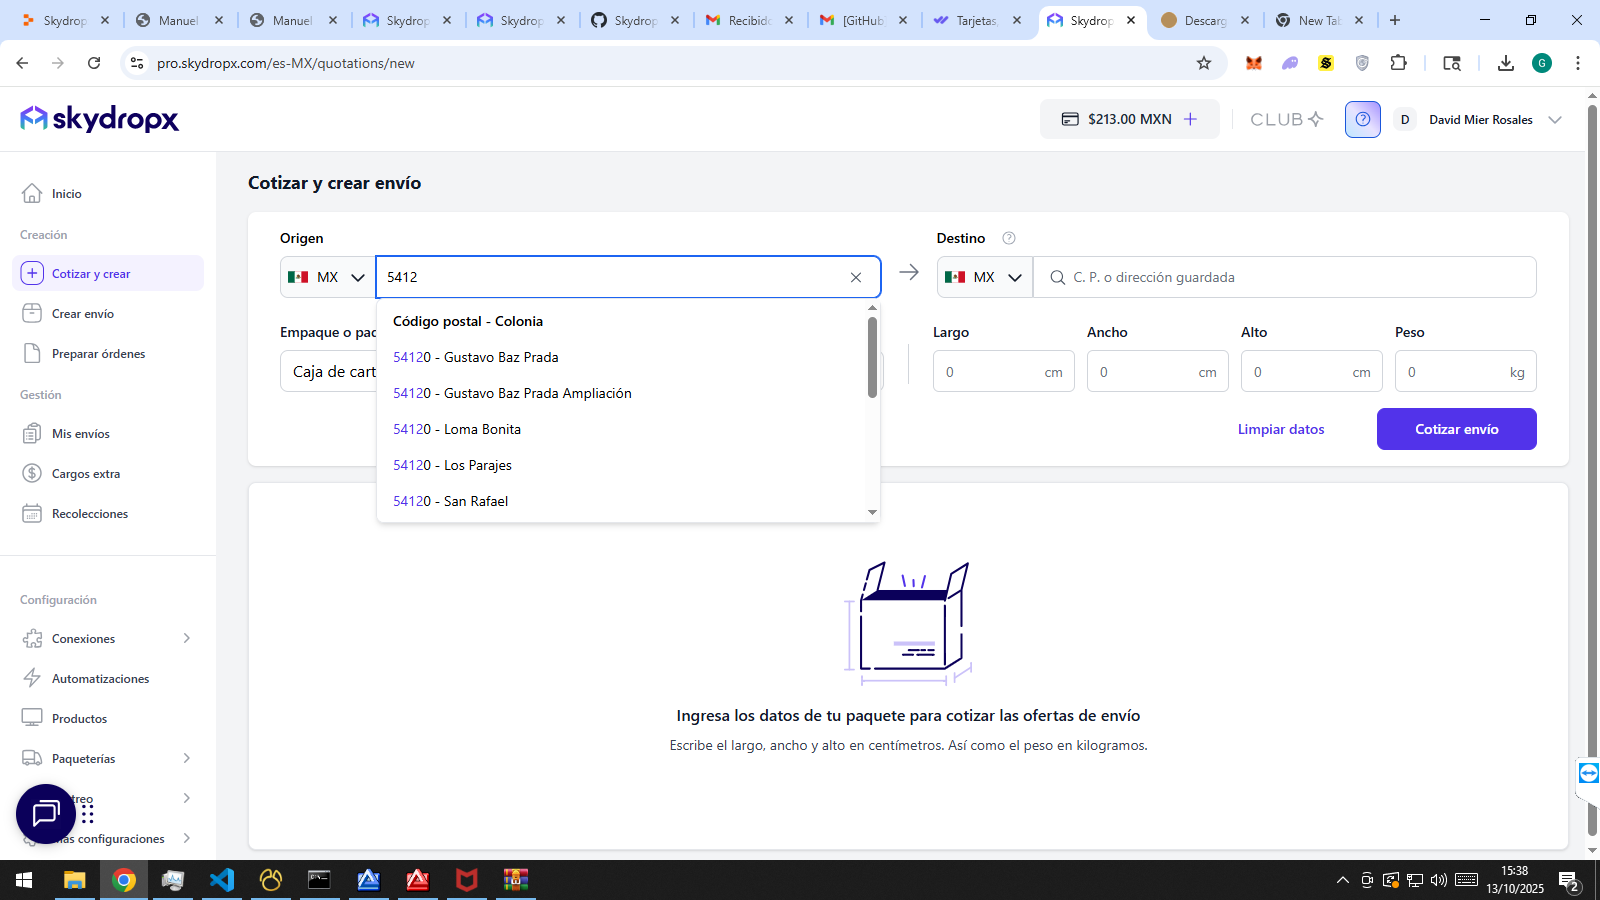 Skydrop
Manuel
Manuel
Skydrop
Skydrop
Skydrop
Recibido
[GitHub
Tarjetas,
Skydrop
Descarg
New Tab
pro.skydropx.com/es-MX/quotations/new
G
skydropx
$213.00 MXN
CLUB
D
David Mier Rosales
Inicio
Creación
Cotizar y crear
Crear envío
Preparar órdenes
Gestión
Mis envíos
Cargos extra
Recolecciones
Configuración
Conexiones
Automatizaciones
Productos
Paqueterías
treo
ás configuraciones
Cotizar y crear envío
Origen
MX
5412
Destino
MX
C. P. o dirección guardada
Código postal - Colonia
54120 - Gustavo Baz Prada
54120 - Gustavo Baz Prada Ampliación
54120 - Loma Bonita
54120 - Los Parajes
54120 - San Rafael
Empaque o paq
Caja de cart
Largo
Ancho
Alto
Peso
0 cm
0 cm
0 cm
0 kg
Limpiar datos
Cotizar envío
Ingresa los datos de tu paquete para cotizar las ofertas de envío
Escribe el largo, ancho y alto en centímetros. Así como el peso en kilogramos.
15:38
13/10/2025
2